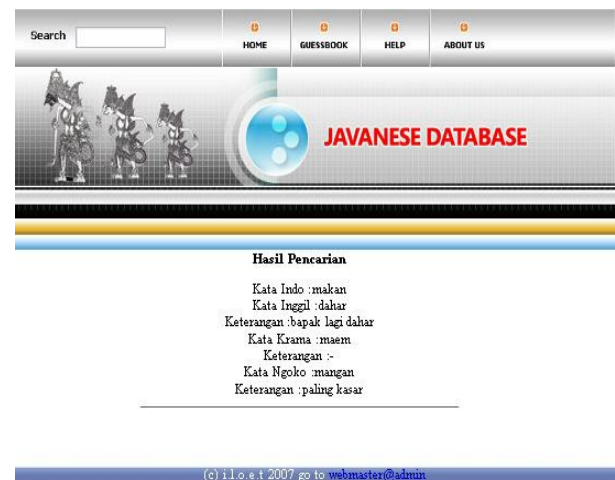 Search
HOME GUESSBOOK HELP ABOUT US
JAVANESE DATABASE
Hasil Pencarian
Kata Indo :makan
Kata Inggil :dahar
Keterangan :bapak lagi dahar
Kata Krama :maem
Keterangan :-
Kata Ngoko :mangan
Keterangan :paling kasar
(c) i.l.o.e.t 2007 go to webmaster@admin